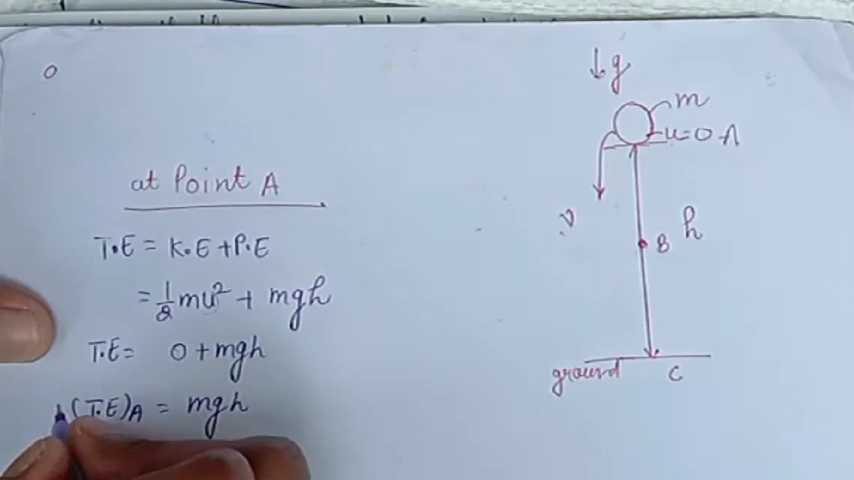 at Point A
T.E = K.E + P.E
= 1/2 mu² + mgh
T.E = 0 + mgh
(T.E)A = mgh
↓g
m
u=0 A
v
B
h
ground
C